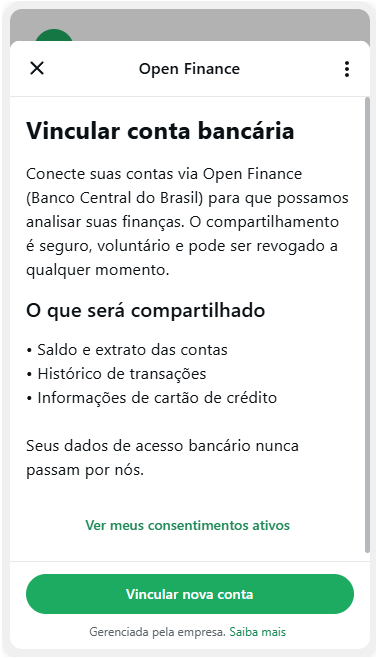 Open Finance
Vincular conta bancária
Conecte suas contas via Open Finance
(Banco Central do Brasil) para que possamos
analisar suas finanças. O compartilhamento
é seguro, voluntário e pode ser revogado a
qualquer momento.
O que será compartilhado
• Saldo e extrato das contas
• Histórico de transações
• Informações de cartão de crédito
Seus dados de acesso bancário nunca
passam por nós.
Ver meus consentimentos ativos
Vincular nova conta
Gerenciada pela empresa. Saiba mais